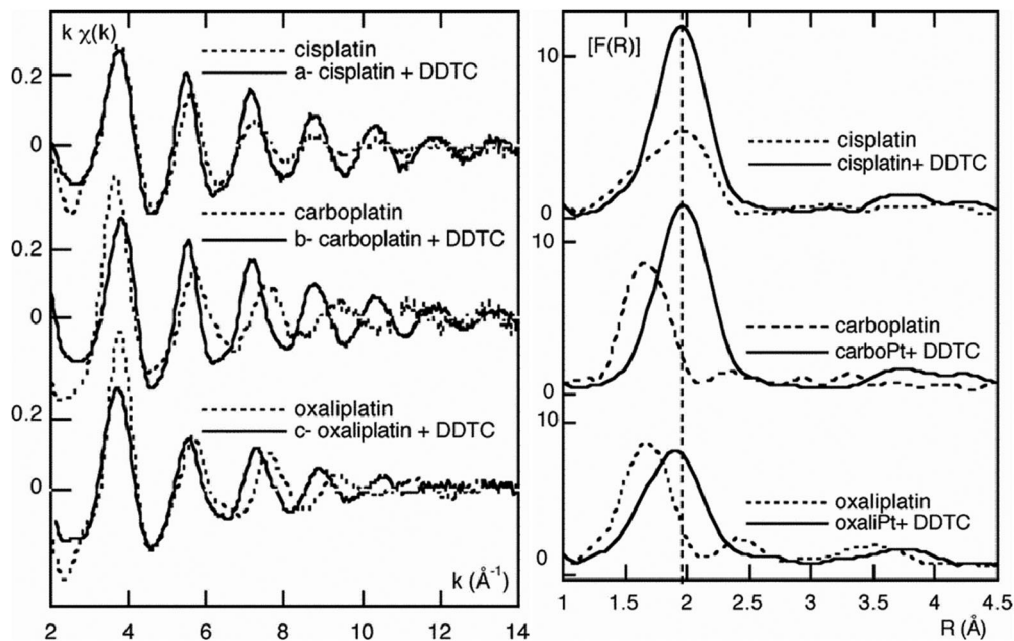 k χ(k)
cisplatin
a- cisplatin + DDTC
0.2
0
carboplatin
b- carboplatin + DDTC
0.2
0
oxaliplatin
c- oxaliplatin + DDTC
0.2
0
k (Å-1)
2 4 6 8 10 12 14
[F(R)]
10
cisplatin
cisplatin+ DDTC
0
10
carboplatin
carboPt+ DDTC
0
10
oxaliplatin
oxaliPt+ DDTC
0
1 1.5 2 2.5 3 3.5 4 4.5
R (Å)